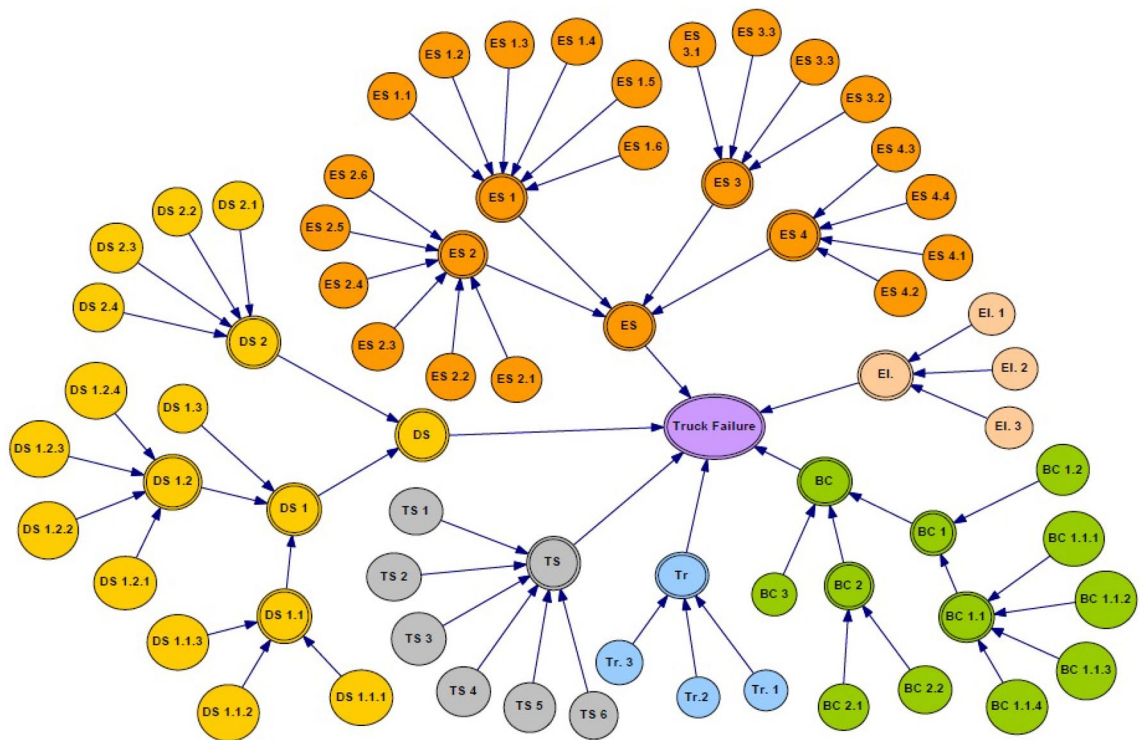 ES 1.1
ES 1.2
ES 1.3
ES 1.4
ES 1.5
ES 1.6
ES 1
ES
3.1
ES 3.3
ES 3.3
ES 3.2
ES 3
ES 4.3
ES 4.4
ES 4.1
ES 4.2
ES 4
ES 2.6
ES 2.5
ES 2.4
ES 2.3
ES 2.2
ES 2.1
ES 2
ES
DS 2.1
DS 2.2
DS 2.3
DS 2.4
DS 2
DS 1.2.4
DS 1.3
DS 1.2.3
DS 1.2
DS 1.2.2
DS 1.2.1
DS 1
DS
DS 1.1
DS 1.1.3
DS 1.1.2
DS 1.1.1
Truck Failure
El. 1
El. 2
El. 3
El.
TS 1
TS 2
TS 3
TS 4
TS 5
TS 6
TS
Tr
Tr. 3
Tr.2
Tr. 1
BC
BC 3
BC 2
BC 2.1
BC 2.2
BC 1
BC 1.2
BC 1.1
BC 1.1.1
BC 1.1.2
BC 1.1.3
BC 1.1.4